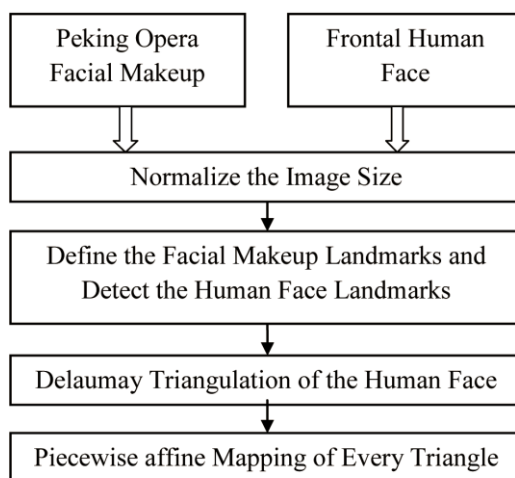 Peking Opera
Facial Makeup
Frontal Human
Face
Normalize the Image Size
Define the Facial Makeup Landmarks and
Detect the Human Face Landmarks
Delaumay Triangulation of the Human Face
Piecewise affine Mapping of Every Triangle